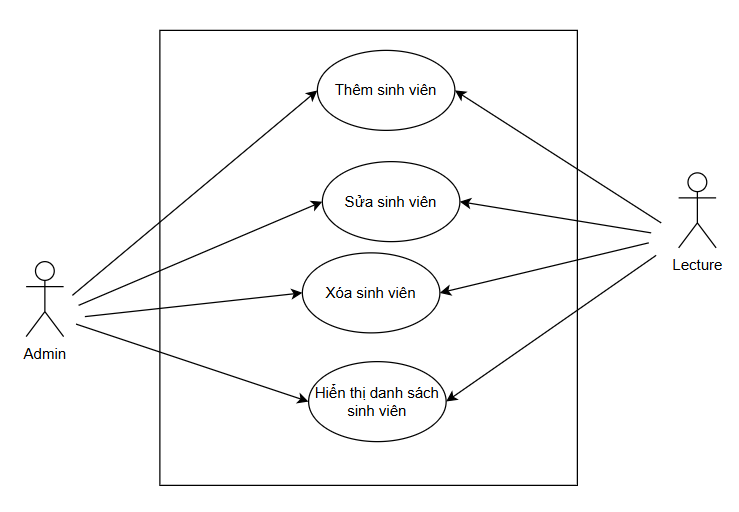 Thêm sinh viên
Sửa sinh viên
Lecture
Xóa sinh viên
Admin
Hiển thị danh sách
sinh viên